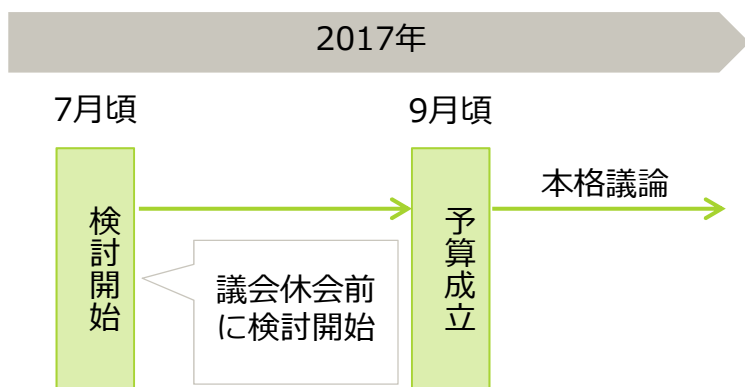 2017年
7月頃
9月頃
検討開始
議会休会前
に検討開始
予算成立
本格議論